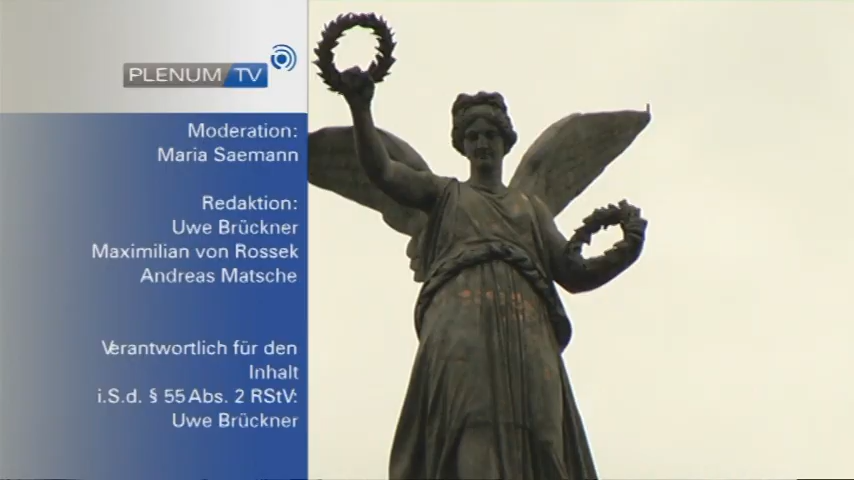 PLENUM TV
Moderation:
Maria Saemann
Redaktion:
Uwe Brückner
Maximilian von Rossek
Andreas Matsche
Verantwortlich für den
Inhalt
i.S.d. § 55 Abs. 2 RStV:
Uwe Brückner